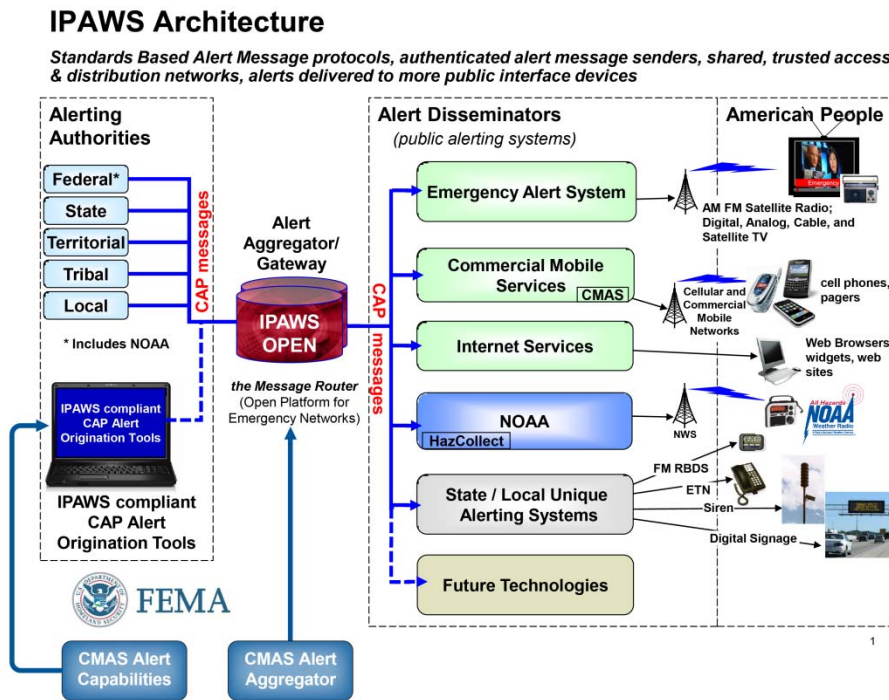 IPAWS Architecture
Standards Based Alert Message protocols, authenticated alert message senders, shared, trusted access
& distribution networks, alerts delivered to more public interface devices
Alerting
Authorities
Federal*
State
Territorial
Tribal
Local
* Includes NOAA
CAP messages
IPAWS compliant
CAP Alert
Origination Tools
IPAWS compliant
CAP Alert
Origination Tools
Alert
Aggregator/
Gateway
IPAWS
OPEN
the Message Router
(Open Platform for
Emergency Networks)
CAP messages
Alert Disseminators
(public alerting systems)
Emergency Alert System
Commercial Mobile
Services
CMAS
Internet Services
NOAA
HazCollect
State / Local Unique
Alerting Systems
Future Technologies
American People
Emergency
AM FM Satellite Radio;
Digital, Analog, Cable, and
Satellite TV
Cellular and
Commercial
Mobile
Networks
cell phones,
pagers
Web Browsers
widgets, web
sites
NWS
All Hazards
NOAA
Weather Radio
FM RBDS
ETN
Siren
Digital Signage
U.S. DEPARTMENT OF
HOMELAND SECURITY
FEMA
CMAS Alert
Capabilities
CMAS Alert
Aggregator
1